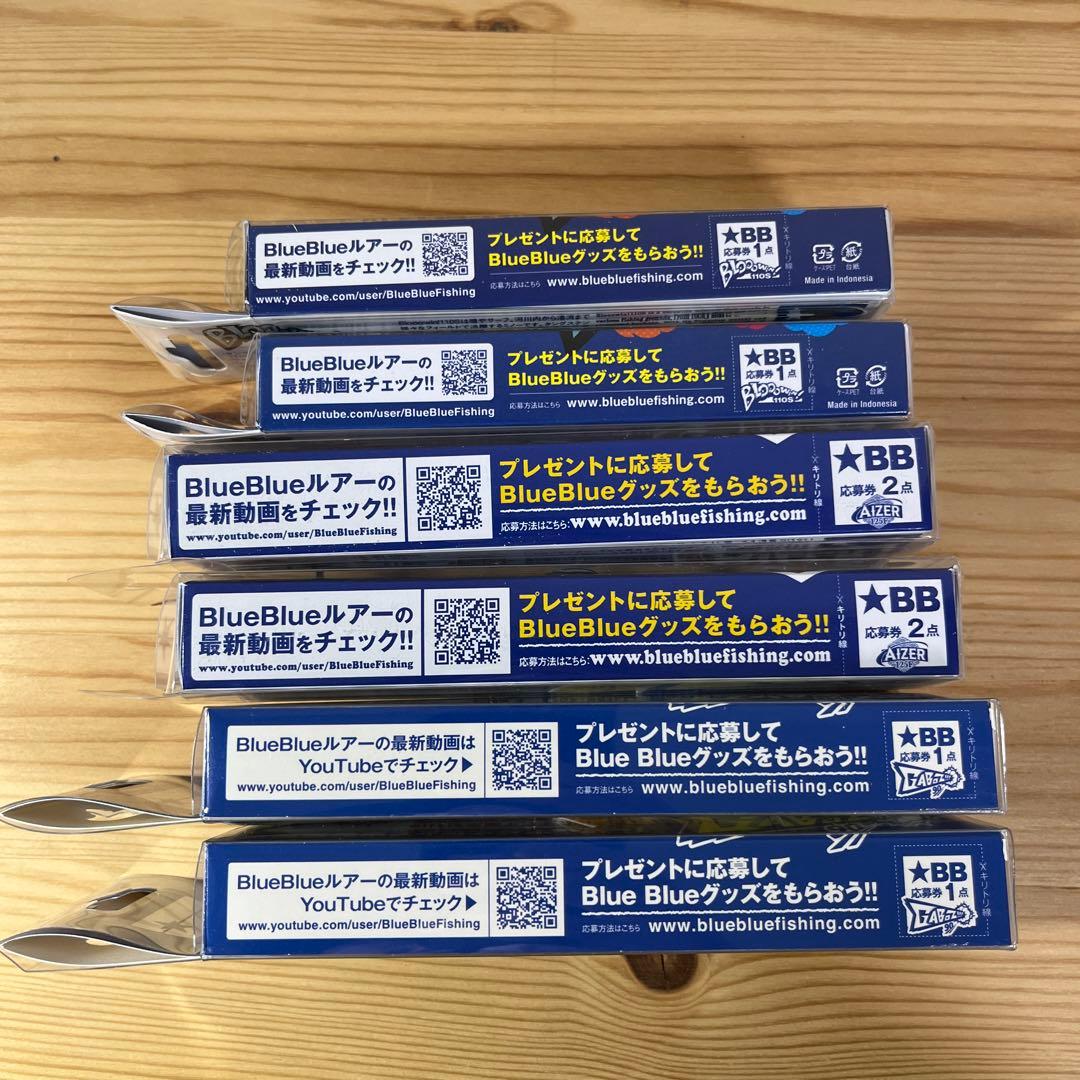 BlueBlueルアーの
最新動画をチェック!!
www.youtube.com/user/BlueBlueFishing
プレゼントに応募して
BlueBlueグッズをもらおう!!
応募方法はこちら www.bluebluefishing.com
★BB
応募券 1点
Blooowin!
110S
キリトリ線
プラ
ケースPET
紙
台紙
Made in Indonesia
BlueBlueルアーの
最新動画をチェック!!
www.youtube.com/user/BlueBlueFishing
プレゼントに応募して
BlueBlueグッズをもらおう!!
応募方法はこちら www.bluebluefishing.com
★BB
応募券 1点
Blooowin!
110S
キリトリ線
プラ
ケースPET
紙
台紙
Made in Indonesia
BlueBlueルアーの
最新動画をチェック!!
www.youtube.com/user/BlueBlueFishing
プレゼントに応募して
BlueBlueグッズをもらおう!!
応募方法はこちら:www.bluebluefishing.com
キリトリ線
★BB
応募券 2点
AIZER
125F
BlueBlueルアーの
最新動画をチェック!!
www.youtube.com/user/BlueBlueFishing
プレゼントに応募して
BlueBlueグッズをもらおう!!
応募方法はこちら:www.bluebluefishing.com
キリトリ線
★BB
応募券 2点
AIZER
125F
BlueBlueルアーの最新動画は
YouTubeでチェック▶
www.youtube.com/user/BlueBlueFishing
プレゼントに応募して
Blue Blueグッズをもらおう!!
応募方法はこちら www.bluebluefishing.com
★BB
応募券 1点
キリトリ線
BlueBlueルアーの最新動画は
YouTubeでチェック▶
www.youtube.com/user/BlueBlueFishing
プレゼントに応募して
Blue Blueグッズをもらおう!!
応募方法はこちら www.bluebluefishing.com
★BB
応募券 1点
キリトリ線